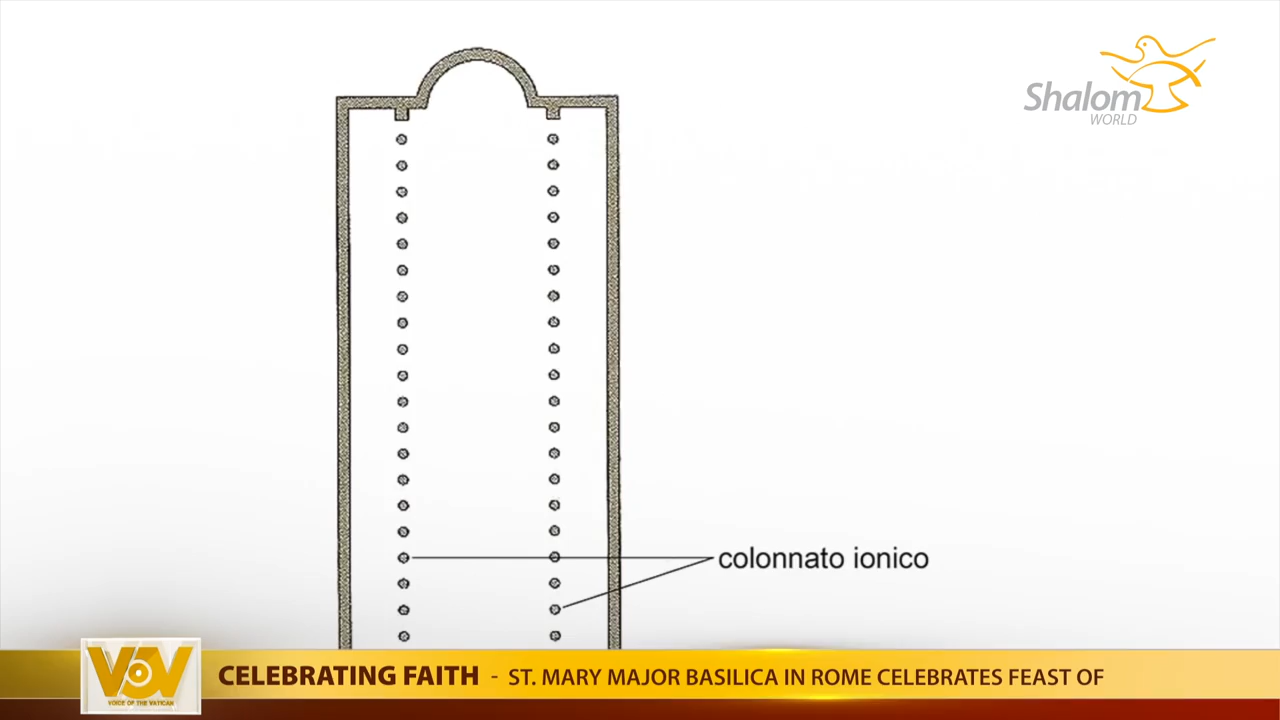 Shalom
WORLD
colonnato ionico
VOV
VOICE OF THE VATICAN
CELEBRATING FAITH - ST. MARY MAJOR BASILICA IN ROME CELEBRATES FEAST OF